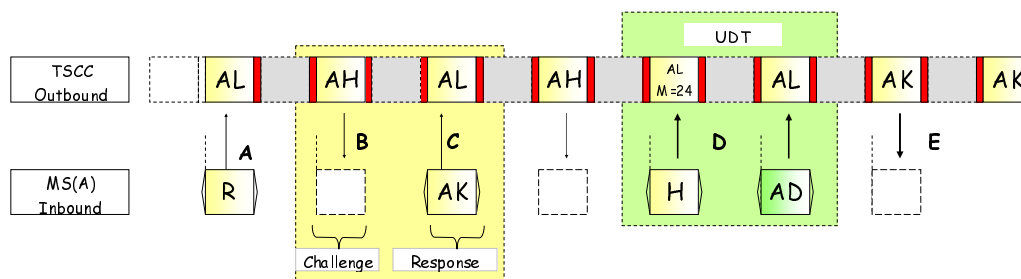 UDT
TSCC
Outbound
AL AH AL AH AL
M=24 AL AK AK
A B C D E
MS(A)
Inbound
R AK H AD
Challenge Response